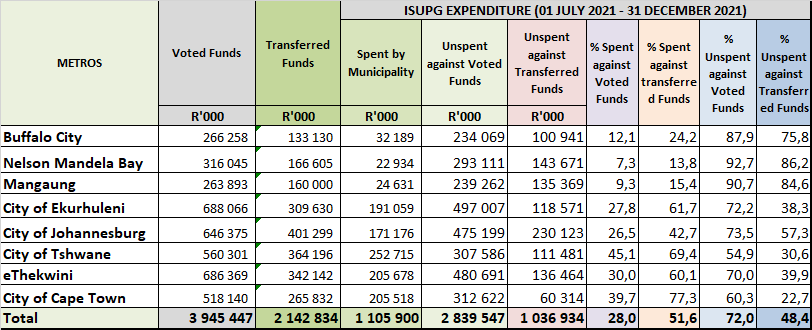 ISUPG EXPENDITURE (01 JULY 2021 - 31 DECEMBER 2021)
METROS Voted Funds Transferred Funds Spent by Municipality Unspent against Voted Funds Unspent against Transferred Funds % Spent against Voted Funds % Spent against transferre d Funds % Unspent against Voted Funds % Unspent against Transferr ed Funds
R'000 R'000 R'000 R'000 R'000
Buffalo City 266 258 133 130 32 189 234 069 100 941 12,1 24,2 87,9 75,8
Nelson Mandela Bay 316 045 166 605 22 934 293 111 143 671 7,3 13,8 92,7 86,2
Mangaung 263 893 160 000 24 631 239 262 135 369 9,3 15,4 90,7 84,6
City of Ekurhuleni 688 066 309 630 191 059 497 007 118 571 27,8 61,7 72,2 38,3
City of Johannesburg 646 375 401 299 171 176 475 199 230 123 26,5 42,7 73,5 57,3
City of Tshwane 560 301 364 196 252 715 307 586 111 481 45,1 69,4 54,9 30,6
eThekwini 686 369 342 142 205 678 480 691 136 464 30,0 60,1 70,0 39,9
City of Cape Town 518 140 265 832 205 518 312 622 60 314 39,7 77,3 60,3 22,7
Total 3 945 447 2 142 834 1 105 900 2 839 547 1 036 934 28,0 51,6 72,0 48,4